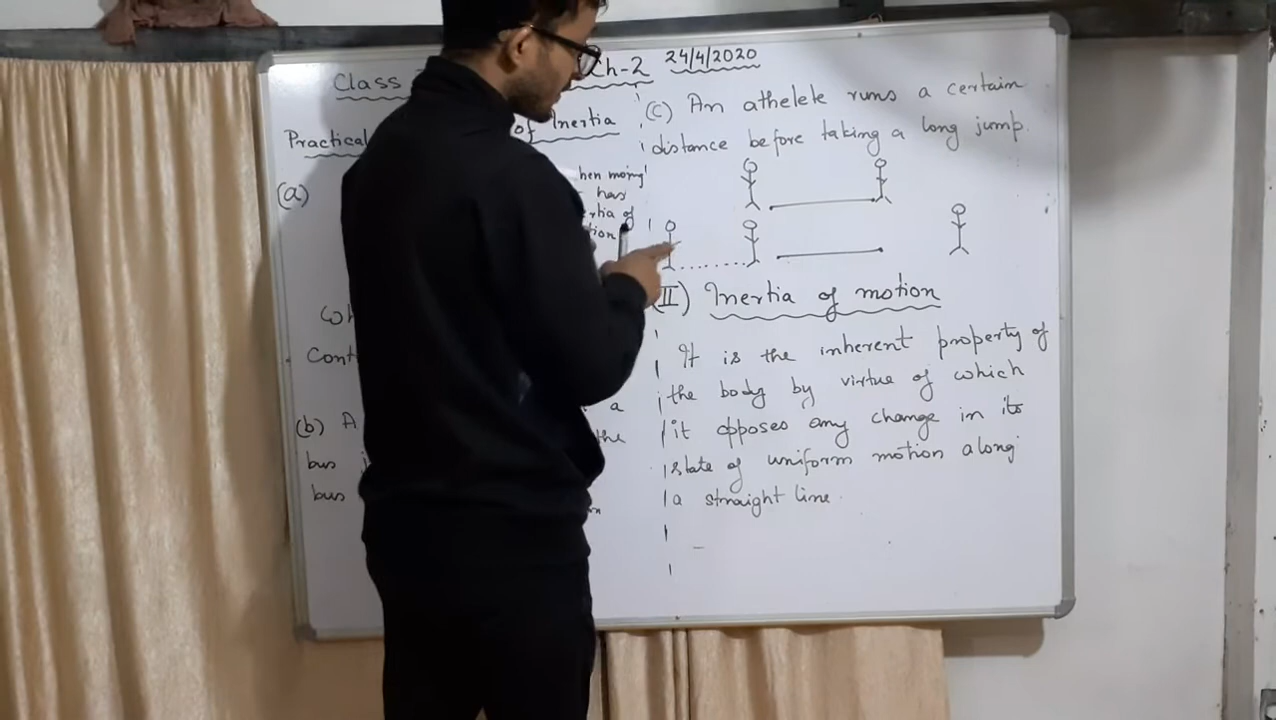 Class
Ch-2 24/4/2020
Practical
of Inertia
(a)
hen moving
has
rtia of
tion
Wh
Cont
a
(b) A
the
bus
bus
(C) An athelete runs a certain
distance before taking a long jump.
(II) Inertia of motion
It is the inherent property of
the body by virtue of which
it opposes any change in its
state of uniform motion along
a straight line.